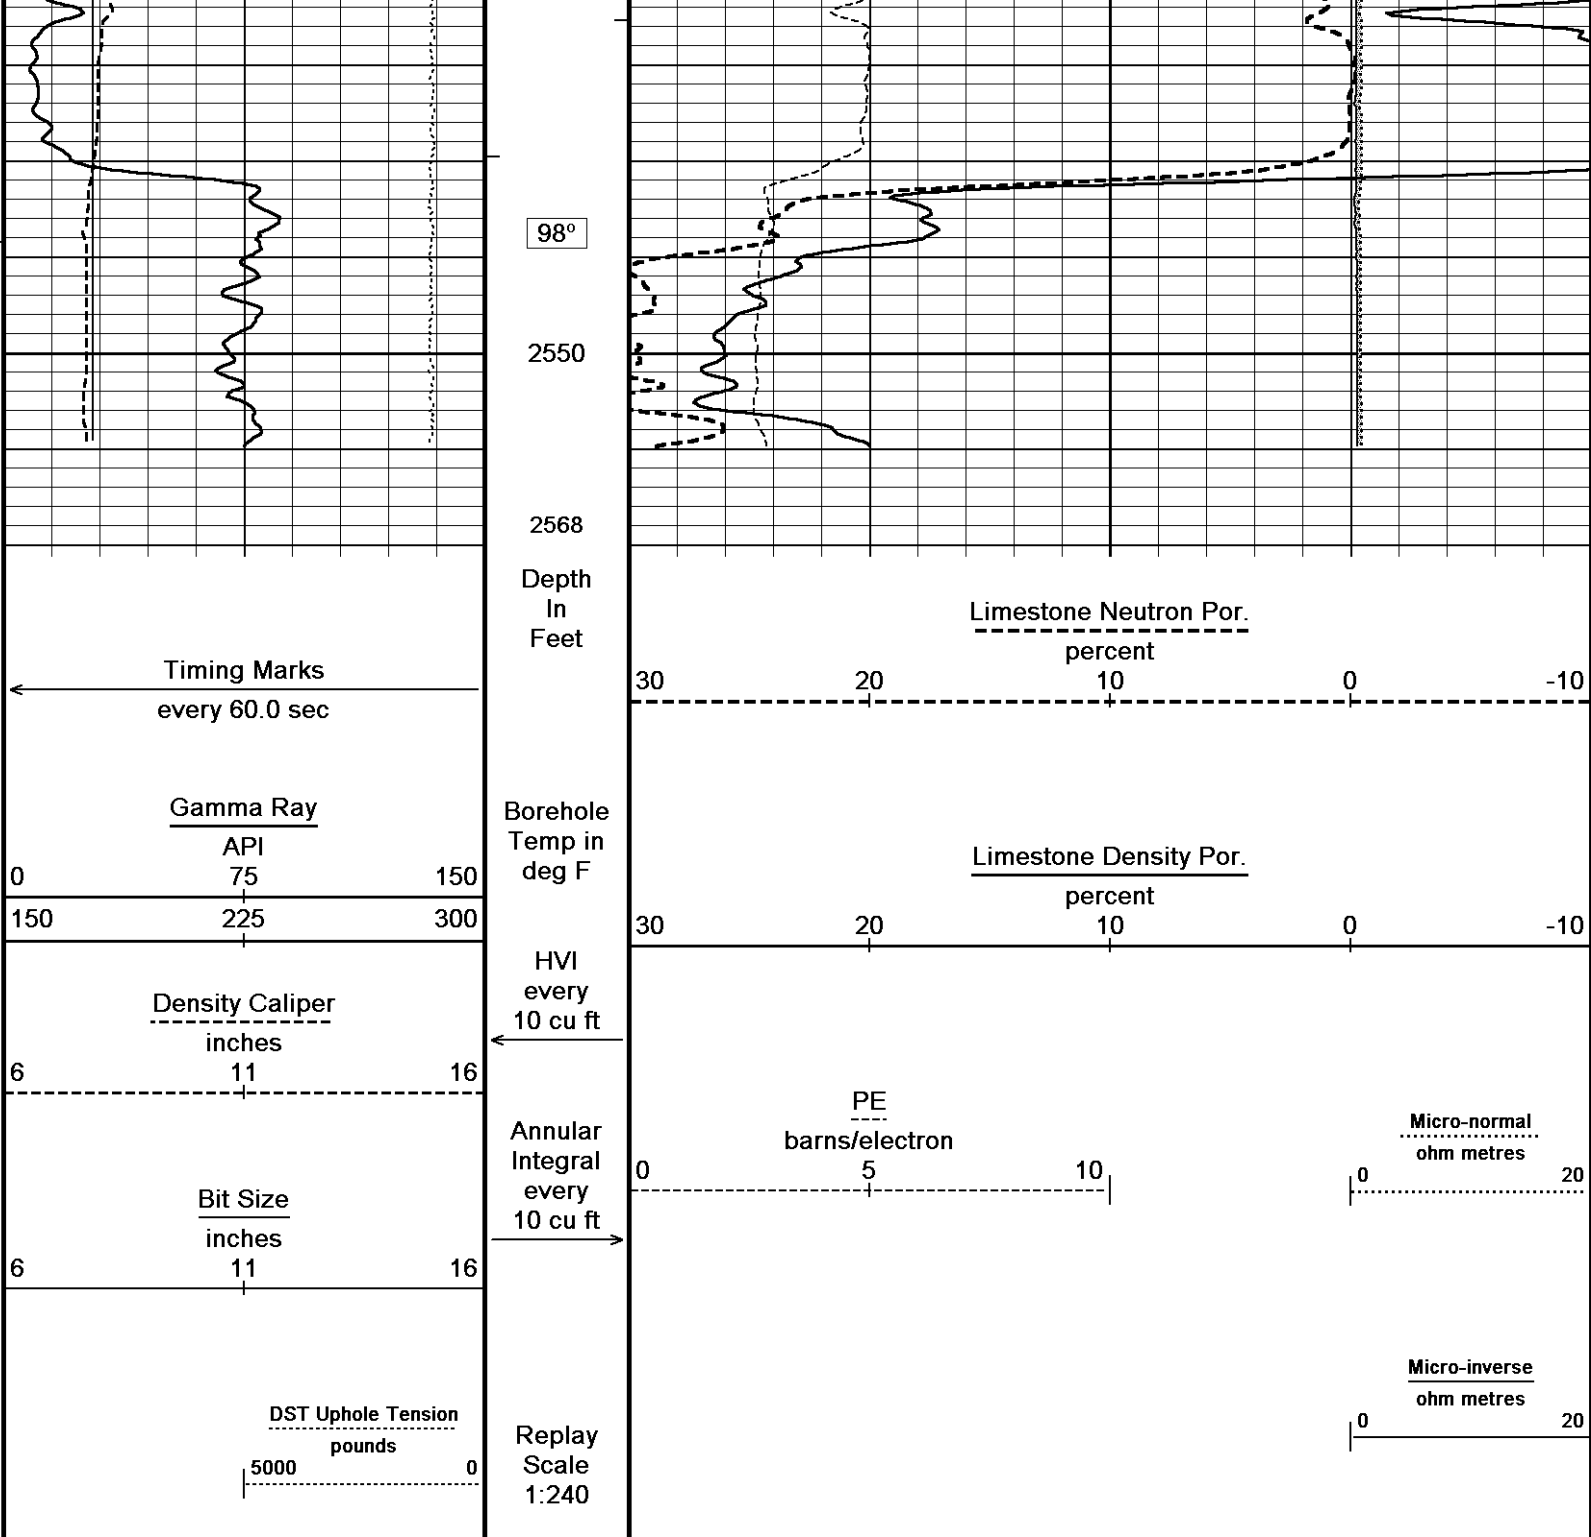 98º
2550
2568
Depth
In
Feet
Limestone Neutron Por.
percent
30 20 10 0 -10
Timing Marks
every 60.0 sec
Gamma Ray
API
0 75 150
150 225 300
Borehole
Temp in
deg F
Limestone Density Por.
percent
30 20 10 0 -10
HVI
every
10 cu ft
Density Caliper
inches
6 11 16
Annular
Integral
every
10 cu ft
PE
barns/electron
0 5 10
Micro-normal
ohm metres
0 20
Bit Size
inches
6 11 16
Micro-inverse
ohm metres
0 20
DST Uphole Tension
pounds
5000 0
Replay
Scale
1:240